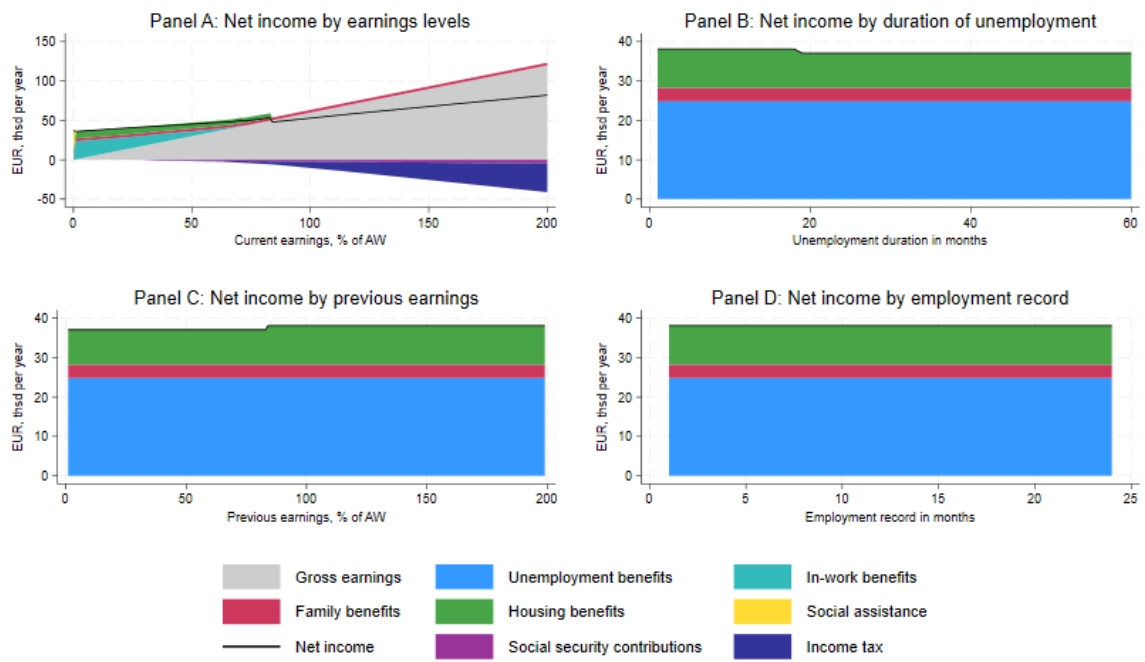 Panel A: Net income by earnings levels
EUR, thsd per year
150
100
50
0
-50
0 50 100 150 200
Current earnings, % of AW
Panel B: Net income by duration of unemployment
EUR, thsd per year
40
30
20
10
0
0 20 40 60
Unemployment duration in months
Panel C: Net income by previous earnings
EUR, thsd per year
40
30
20
10
0
0 50 100 150 200
Previous earnings, % of AW
Panel D: Net income by employment record
EUR, thsd per year
40
30
20
10
0
0 5 10 15 20 25
Employment record in months
Gross earnings Unemployment benefits In-work benefits
Family benefits Housing benefits Social assistance
Net income Social security contributions Income tax